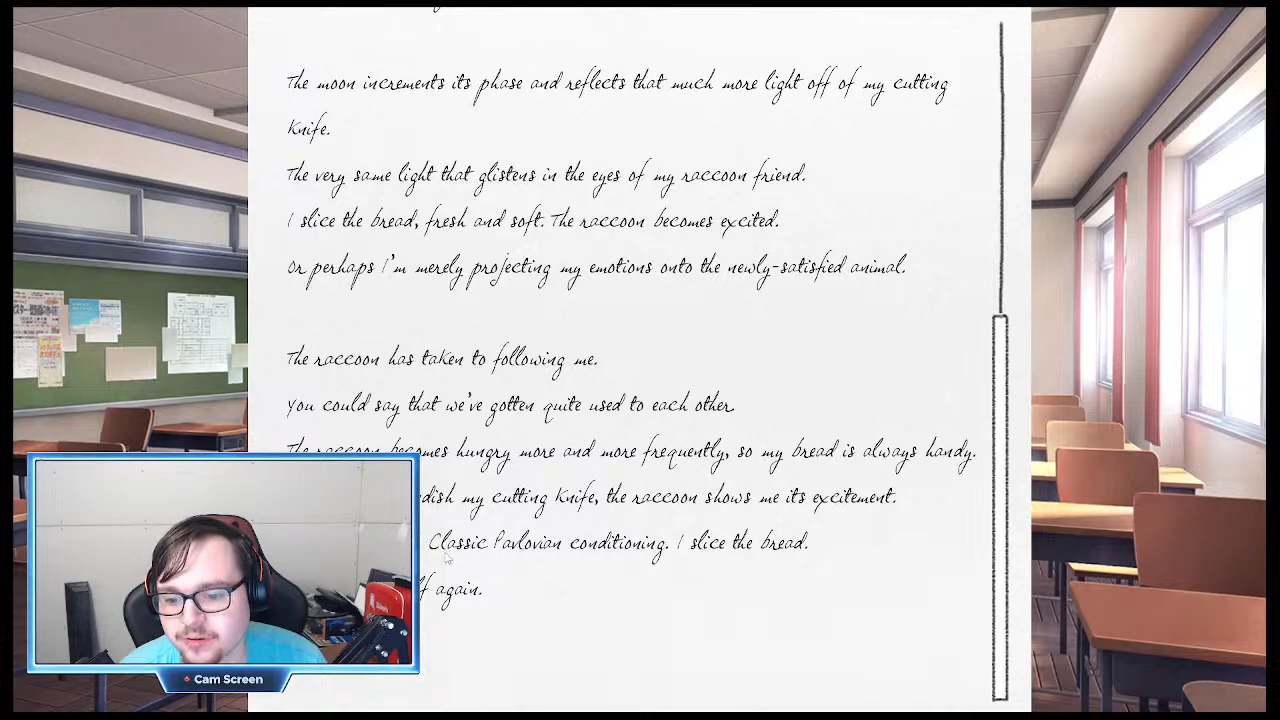 The moon increments its phase and reflects that much more light off of my cutting
knife.
The very same light that glistens in the eyes of my raccoon friend.
I slice the bread, fresh and soft. The raccoon becomes excited.
Or perhaps I'm merely projecting my emotions onto the newly-satisfied animal.
The raccoon has taken to following me.
You could say that we've gotten quite used to each other
The raccoon becomes hungry more and more frequently, so my bread is always handy.
my cutting knife, the raccoon shows me its excitement.
Classic Pavlovian conditioning. I slice the bread.
again.
Cam Screen